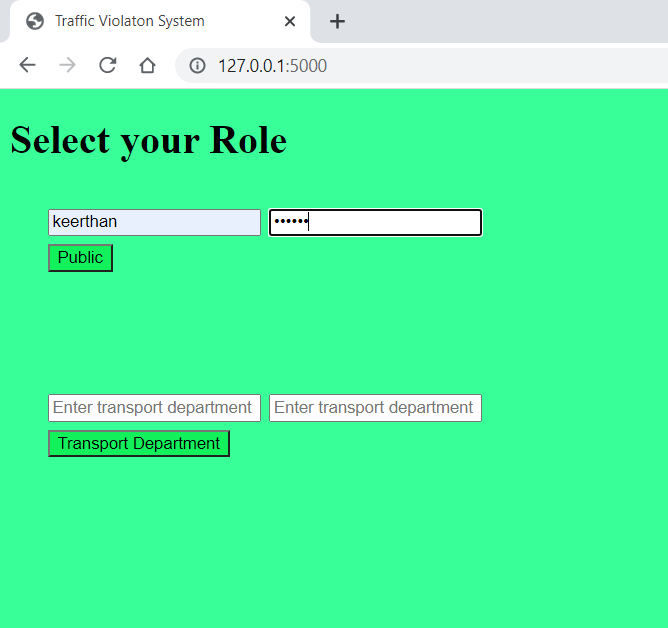 Traffic Violaton System
127.0.0.1:5000
Select your Role
keerthan ••••••
Public
Enter transport department Enter transport department
Transport Department